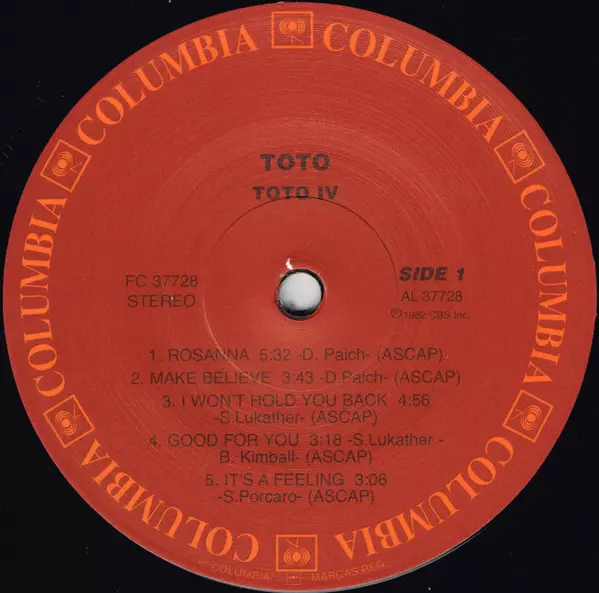 COLUMBIA COLUMBIA COLUMBIA COLUMBIA COLUMBIA COLUMBIA
TOTO
TOTO IV
FC 37728
STEREO
SIDE 1
AL 37728
©1982 CBS Inc.
1. ROSANNA 5:32 -D. Paich- (ASCAP)
2. MAKE BELIEVE 3:43 -D.Paich- (ASCAP)
3. I WON'T HOLD YOU BACK 4:56
-S.Lukather- (ASCAP)
4. GOOD FOR YOU 3:18 -S.Lukather -
B. Kimball- (ASCAP)
5. IT'S A FEELING 3:06
-S.Porcaro- (ASCAP)
COLUMBIA MARCAS REG.